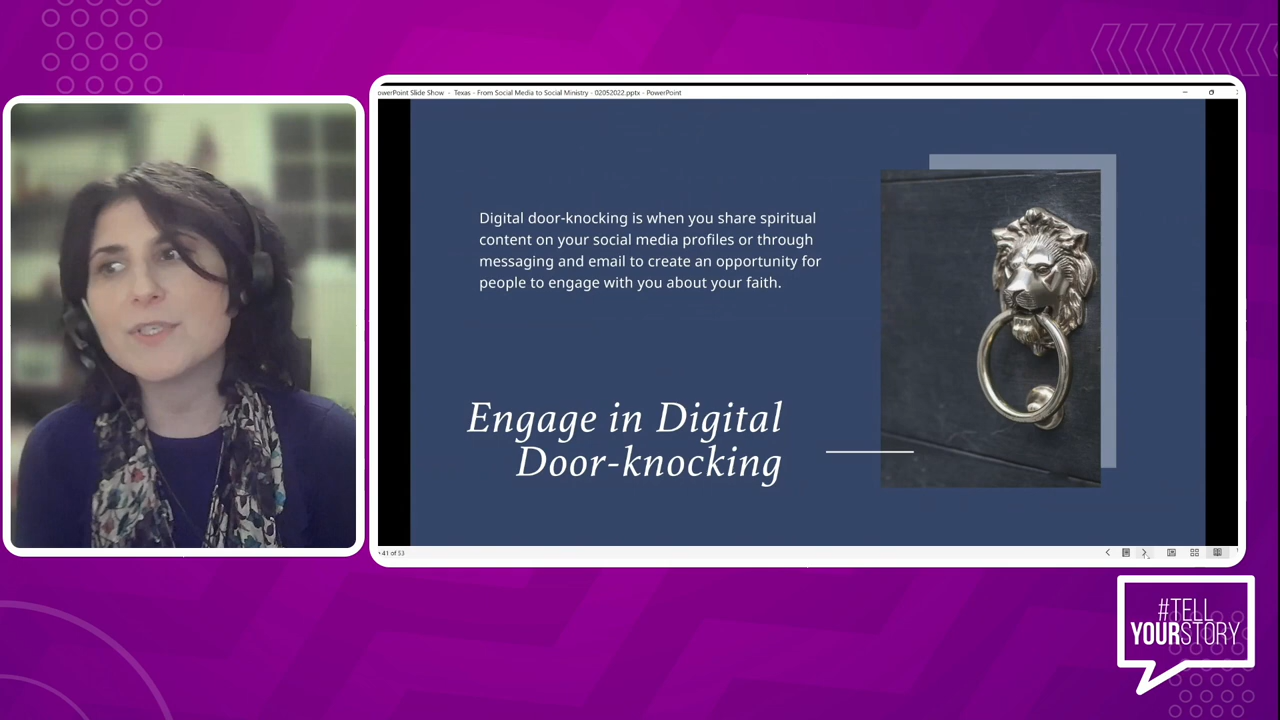 owerPoint Slide Show - Texas - From Social Media to Social Ministry - 02052022.pptx - PowerPoint
Digital door-knocking is when you share spiritual
content on your social media profiles or through
messaging and email to create an opportunity for
people to engage with you about your faith.
Engage in Digital
Door-knocking
41 of 53
#TELL
YOURSTORY